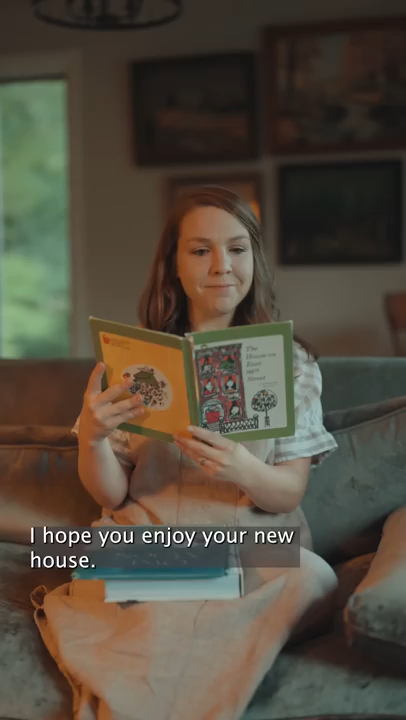 The
House on
East
88th
Street
I hope you enjoy your new
house.